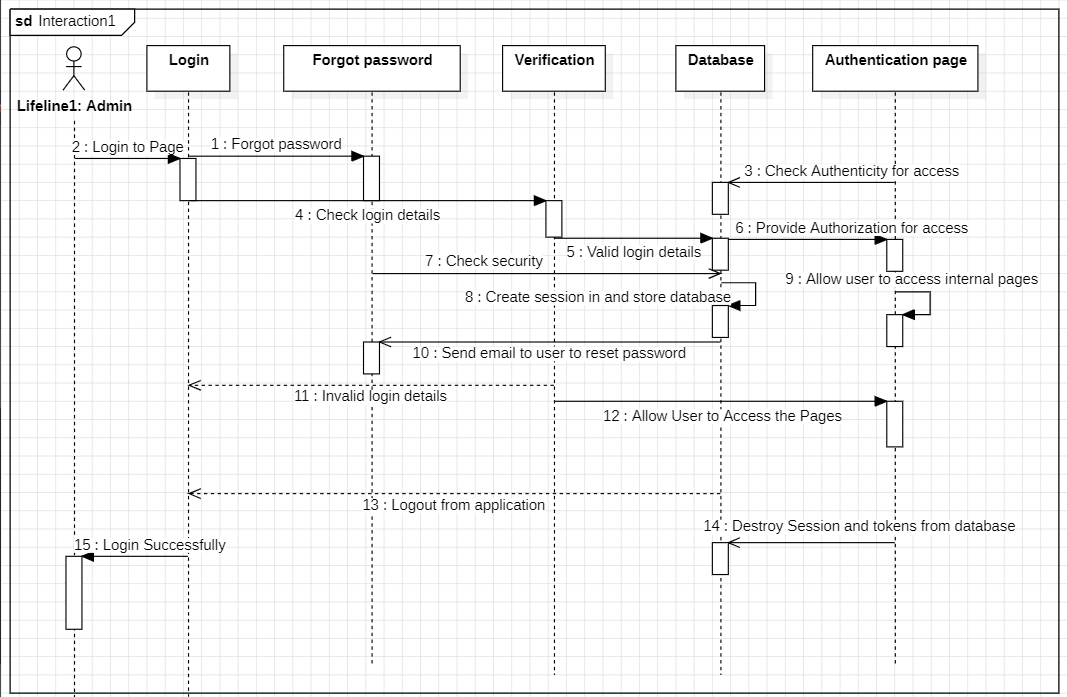 sd Interaction1
Login
Forgot password
Verification
Database
Authentication page
Lifeline1: Admin
2 : Login to Page
1 : Forgot password
3 : Check Authenticity for access
4 : Check login details
5 : Valid login details
6 : Provide Authorization for access
7 : Check security
8 : Create session in and store database
9 : Allow user to access internal pages
10 : Send email to user to reset password
11 : Invalid login details
12 : Allow User to Access the Pages
13 : Logout from application
14 : Destroy Session and tokens from database
15 : Login Successfully